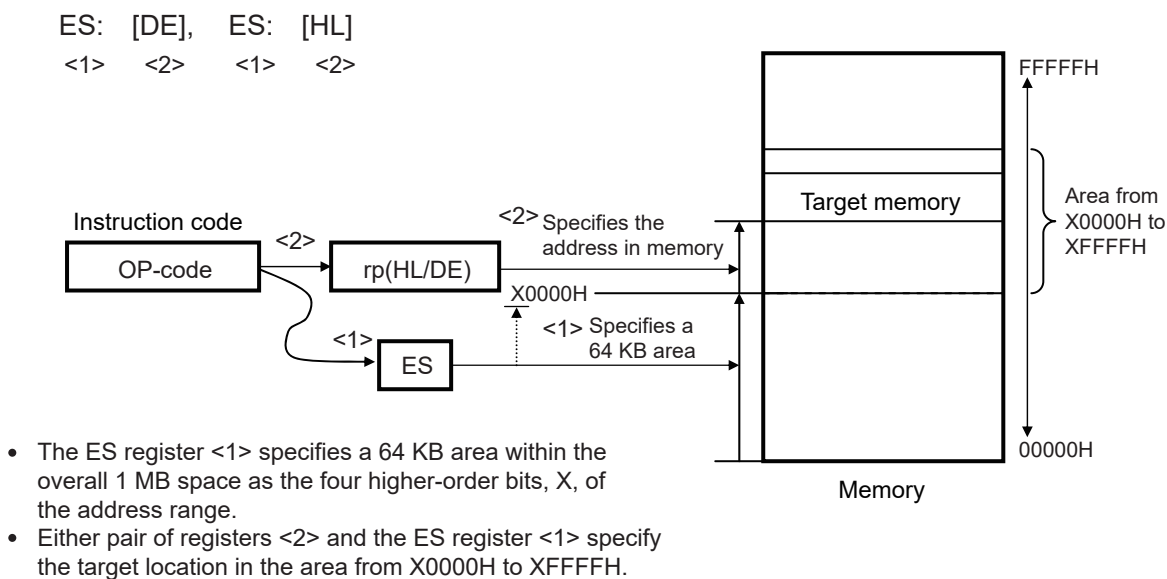 ES: [DE], ES: [HL]
<1> <2> <1> <2>
FFFFFH
Instruction code
OP-code
<2>
rp(HL/DE)
<2> Specifies the
address in memory
X0000H
<1>
ES
<1> Specifies a
64 KB area
Target memory
Area from
X0000H to
XFFFFH
00000H
Memory
• The ES register <1> specifies a 64 KB area within the
overall 1 MB space as the four higher-order bits, X, of
the address range.
• Either pair of registers <2> and the ES register <1> specify
the target location in the area from X0000H to XFFFFH.